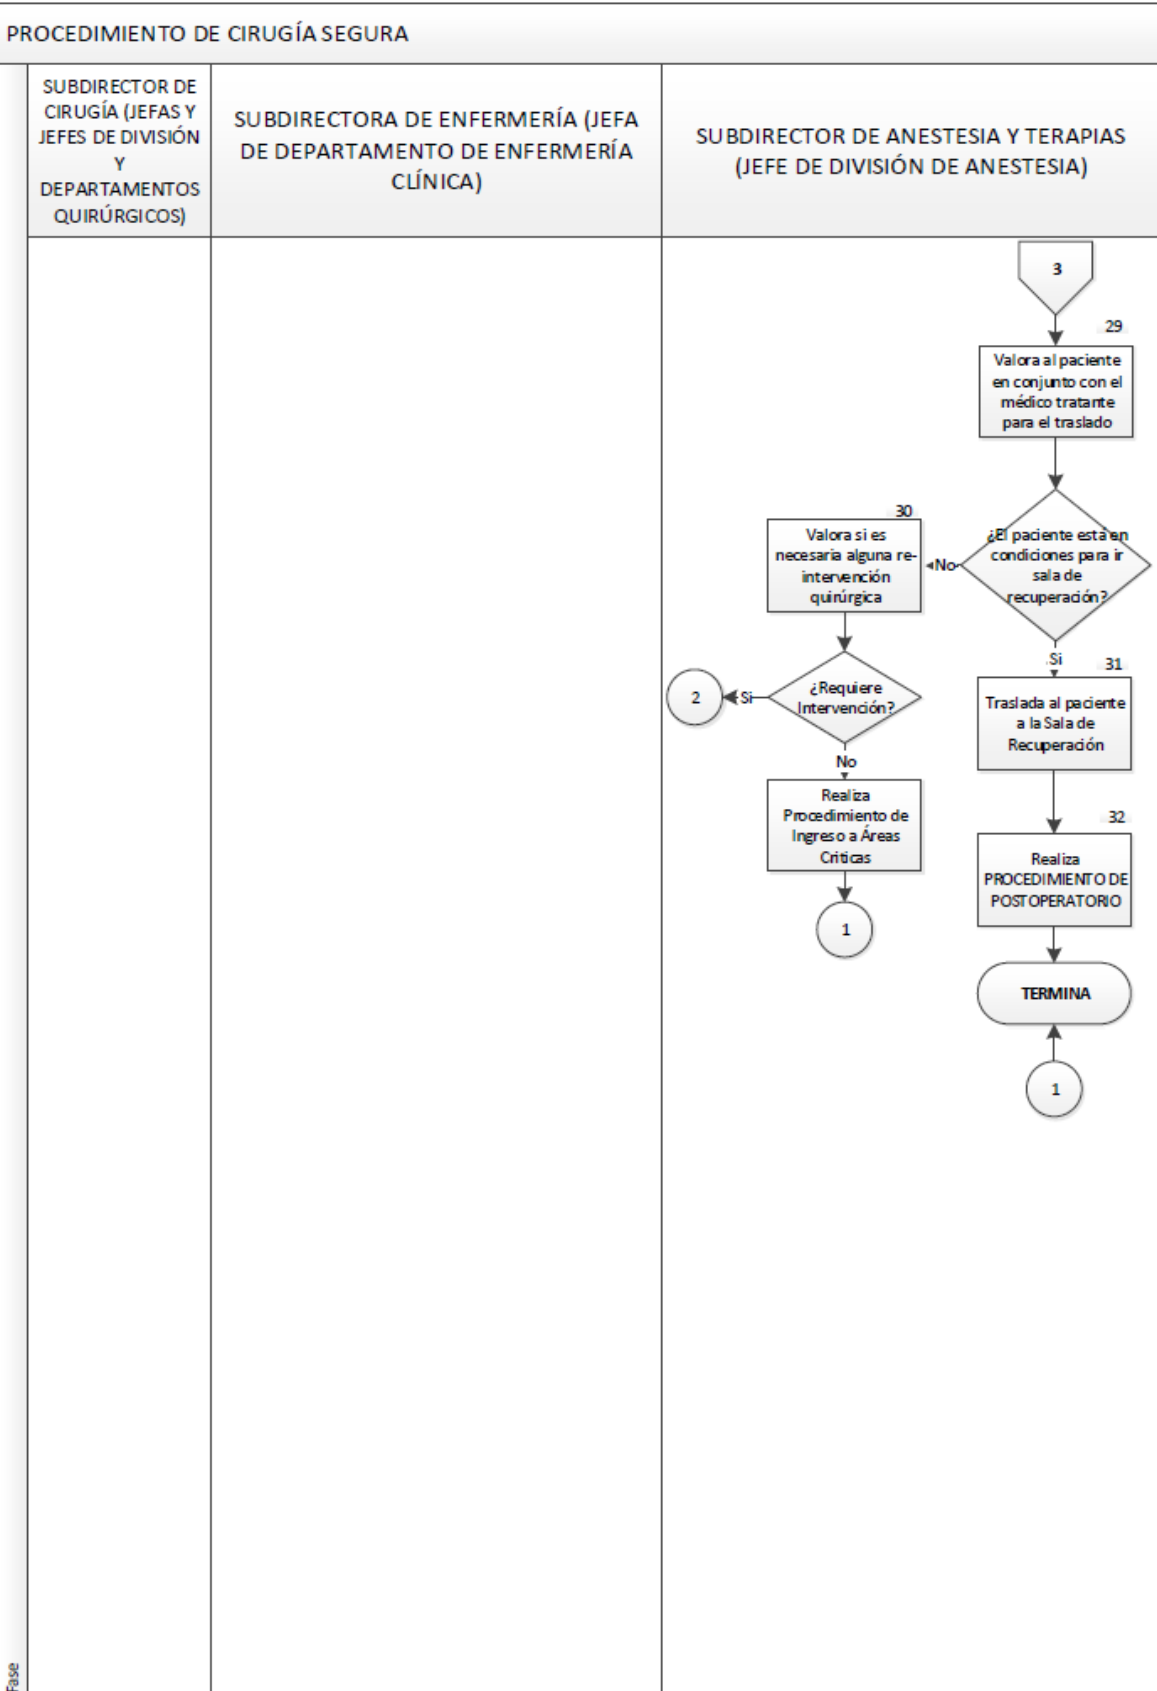 PROCEDIMIENTO DE CIRUGÍA SEGURA
SUBDIRECTOR DE
CIRUGÍA (JEFAS Y
JEFES DE DIVISIÓN
Y
DEPARTAMENTOS
QUIRÚRGICOS)
SUBDIRECTORA DE ENFERMERÍA (JEFA
DE DEPARTAMENTO DE ENFERMERÍA
CLÍNICA)
SUBDIRECTOR DE ANESTESIA Y TERAPIAS
(JEFE DE DIVISIÓN DE ANESTESIA)
3
29
Valora al paciente
en conjunto con el
médico tratante
para el traslado
¿El paciente está en
condiciones para ir
sala de
recuperación?
No
30
Valora si es
necesaria alguna re-
intervención
quirúrgica
¿Requiere
Intervención?
Si
2
No
Realiza
Procedimiento de
Ingreso a Áreas
Criticas
1
Si
31
Traslada al paciente
a la Sala de
Recuperación
32
Realiza
PROCEDIMIENTO DE
POSTOPERATORIO
TERMINA
1
Fase